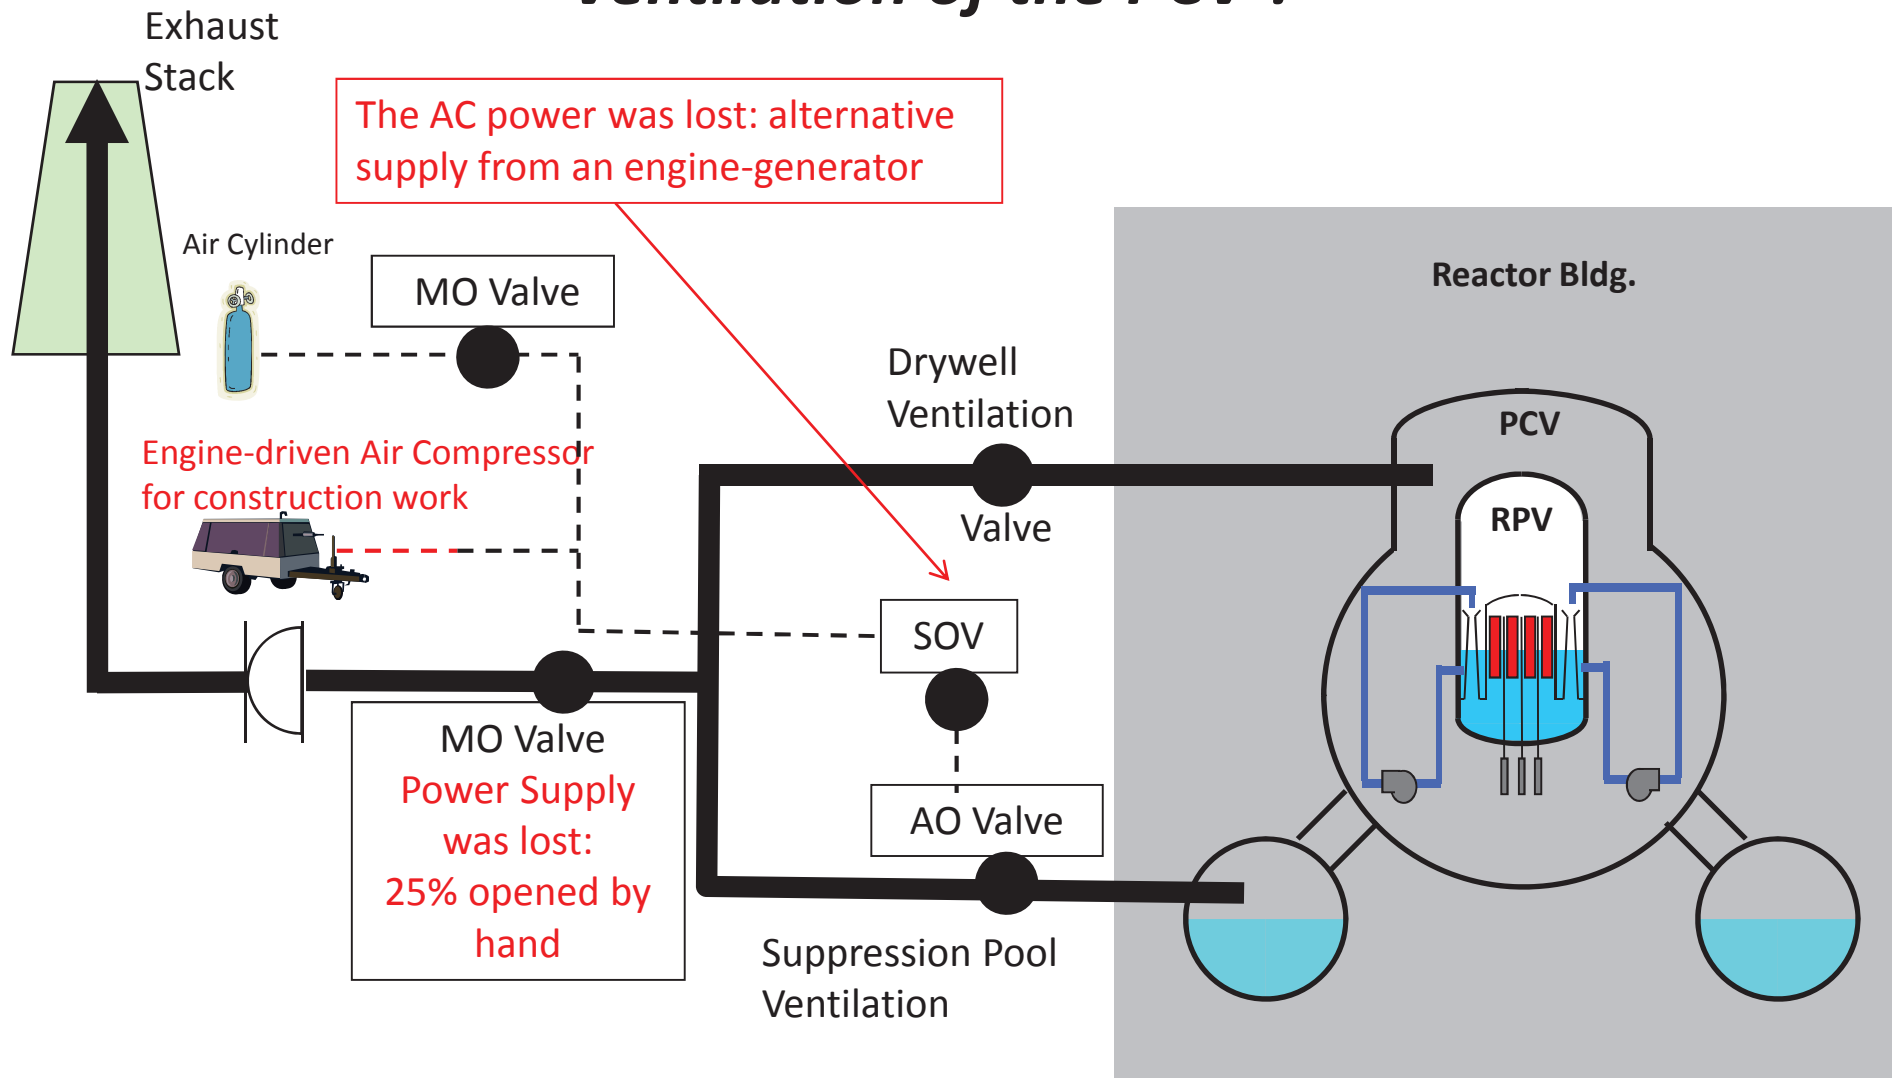 Exhaust
Stack
The AC power was lost: alternative
supply from an engine-generator
Air Cylinder
MO Valve
Reactor Bldg.
Drywell
Ventilation
Valve
PCV
RPV
Engine-driven Air Compressor
for construction work
SOV
MO Valve
Power Supply
was lost:
25% opened by
hand
AO Valve
Suppression Pool
Ventilation